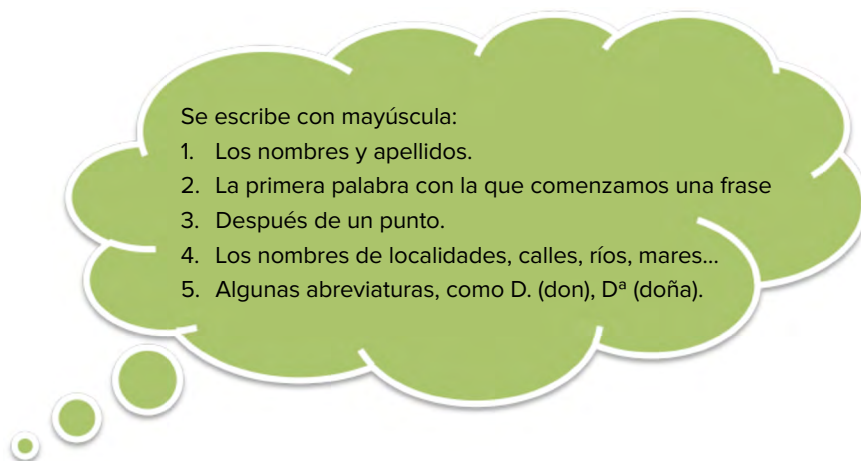 Se escribe con mayúscula:
1. Los nombres y apellidos.
2. La primera palabra con la que comenzamos una frase
3. Después de un punto.
4. Los nombres de localidades, calles, ríos, mares...
5. Algunas abreviaturas, como D. (don), Dª (doña).